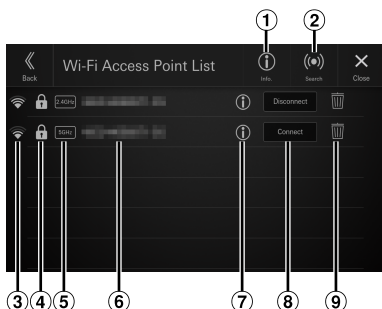 1 2
Back Wi-Fi Access Point List Info. Search Close
2.4GHz Disconnect
5GHz Connect
3 4 5 6 7 8 9